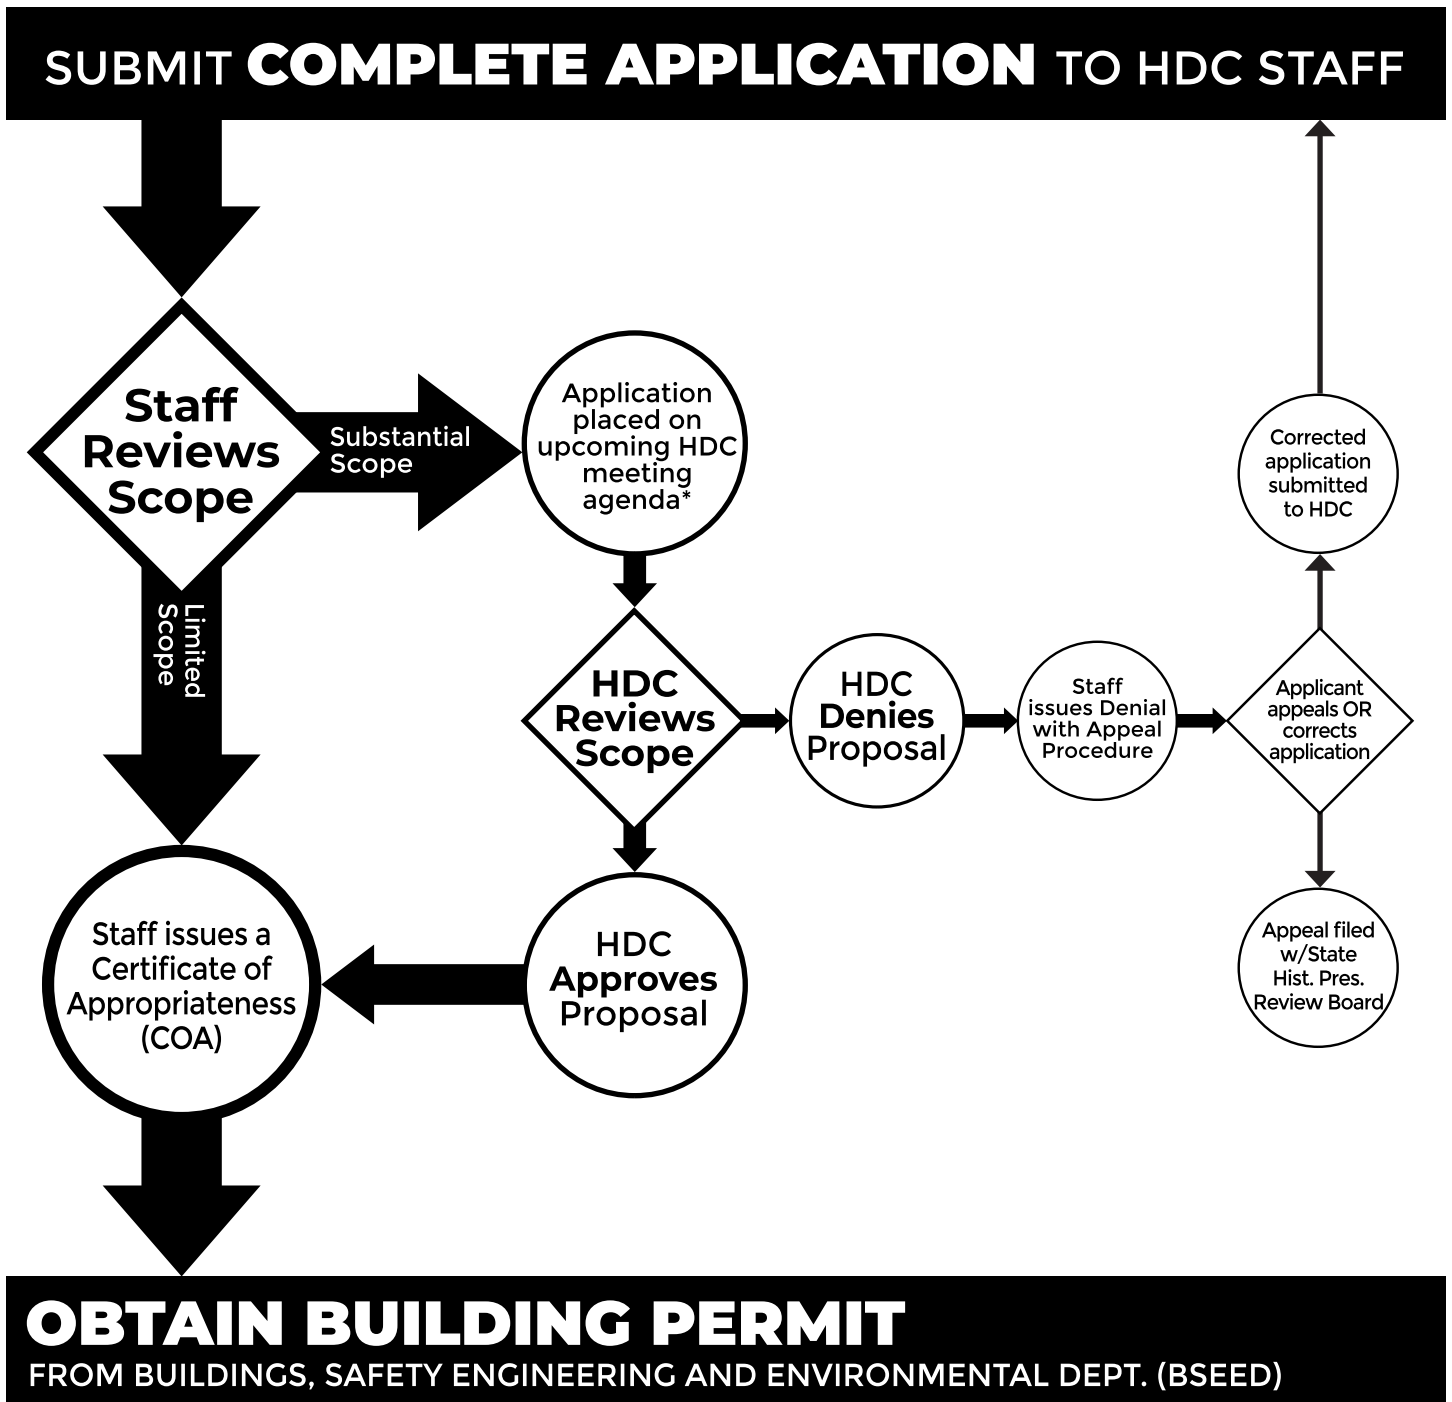 SUBMIT COMPLETE APPLICATION TO HDC STAFF
Staff
Reviews
Scope
Substantial
Scope
Application
placed on
upcoming HDC
meeting
agenda*
Limited
Scope
HDC
Reviews
Scope
HDC
Denies
Proposal
Staff
issues Denial
with Appeal
Procedure
Applicant
appeals OR
corrects
application
Corrected
application
submitted
to HDC
Appeal filed
w/State
Hist. Pres.
Review Board
HDC
Approves
Proposal
Staff issues a
Certificate of
Appropriateness
(COA)
OBTAIN BUILDING PERMIT
FROM BUILDINGS, SAFETY ENGINEERING AND ENVIRONMENTAL DEPT. (BSEED)